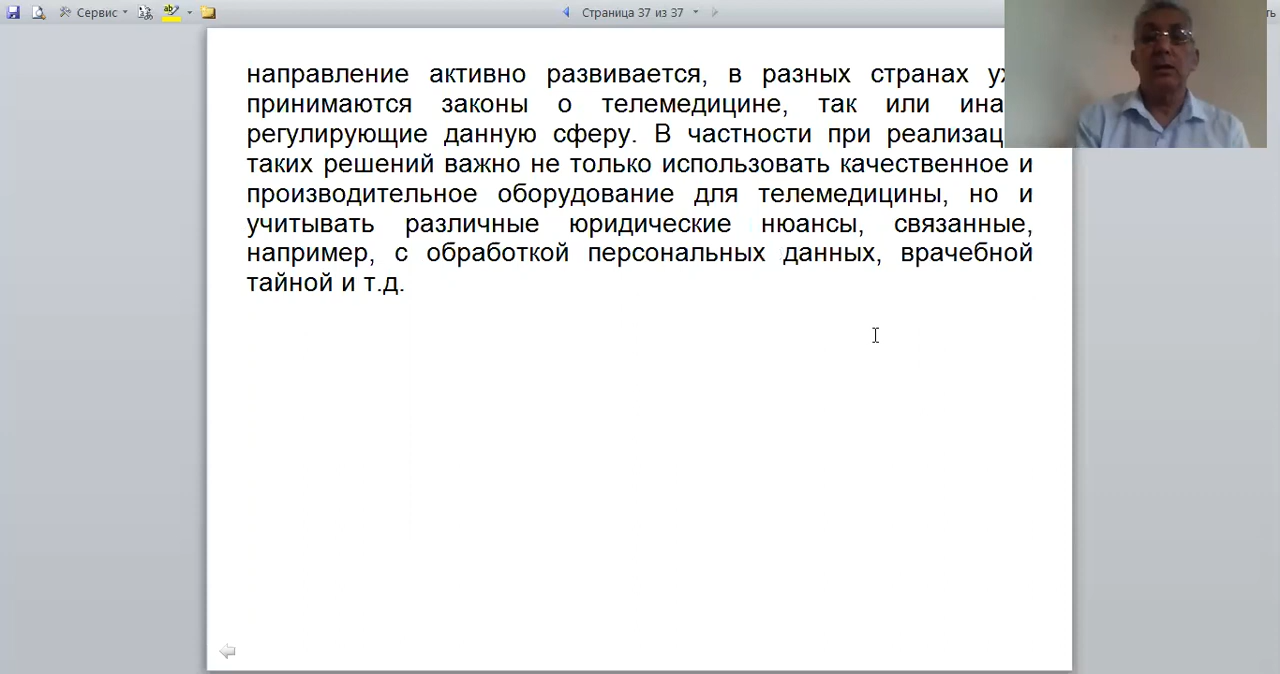 Сервис Страница 37 из 37 ть
направление активно развивается, в разных странах
принимаются законы о телемедицине, так или
регулирующие данную сферу. В частности при
таких решений важно не только использовать качественное и
производительное оборудование для телемедицины, но и
учитывать различные юридические нюансы, связанные,
например, с обработкой персональных данных, врачебной
тайной и т.д.